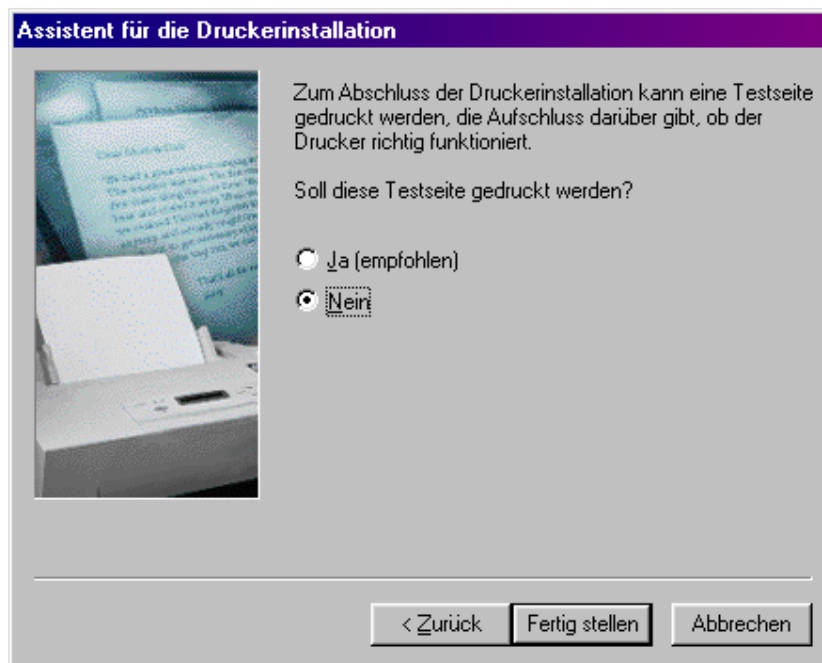 Assistent für die Druckerinstallation
Zum Abschluss der Druckerinstallation kann eine Testseite
gedruckt werden, die Aufschluss darüber gibt, ob der
Drucker richtig funktioniert.
Soll diese Testseite gedruckt werden?
Ja (empfohlen)
Nein
< Zurück
Fertig stellen
Abbrechen